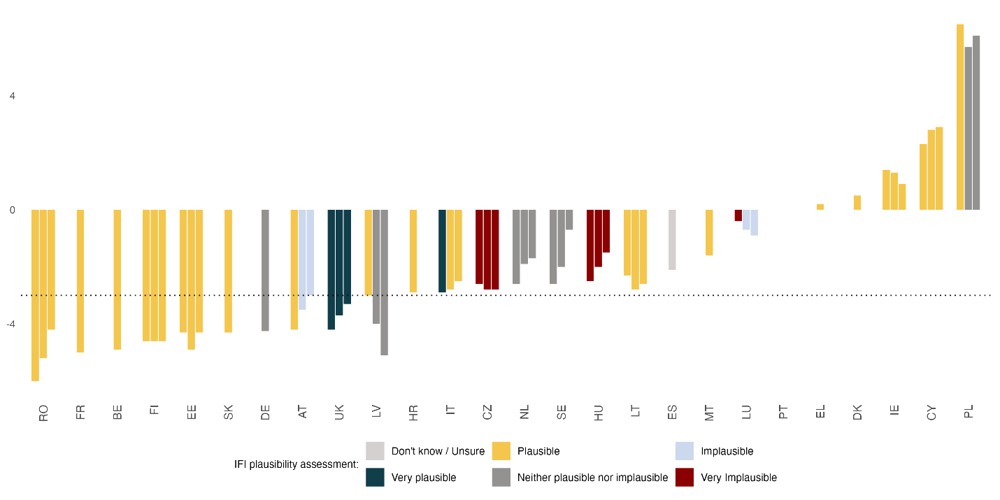 4
0
-4
RO FR BE FI EE SK DE AT UK LV HR IT CZ NL SE HU LT ES MT LU PT EL DK IE CY PL
IFI plausibility assessment:
Don't know / Unsure Plausible Implausible
Very plausible Neither plausible nor implausible Very Implausible